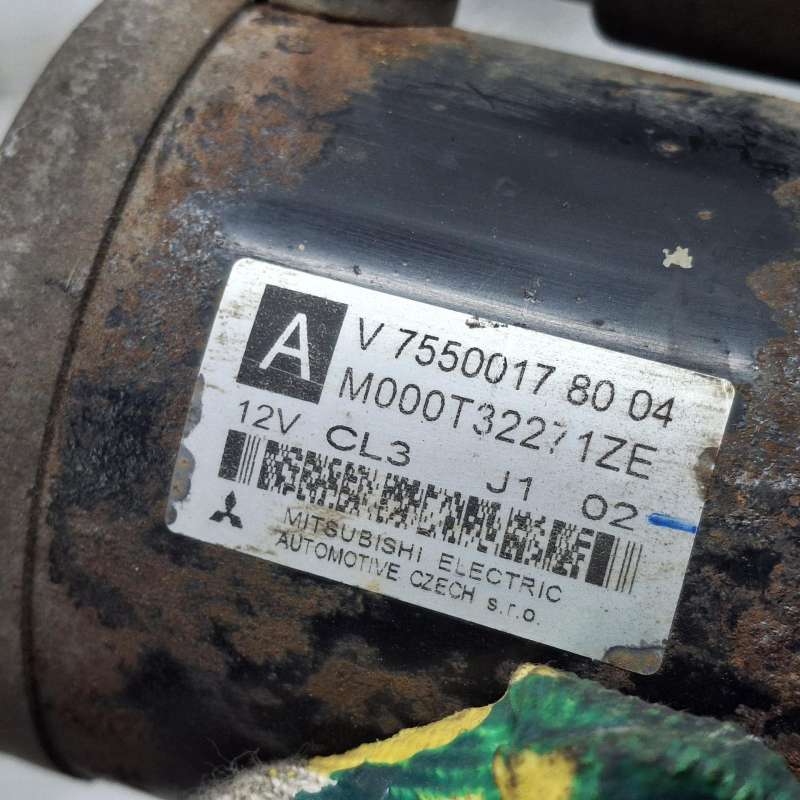 A
V 7550017 80 04
M000T32271ZE
12V CL3 J1 02
MITSUBISHI ELECTRIC
AUTOMOTIVE CZECH s.r.o.